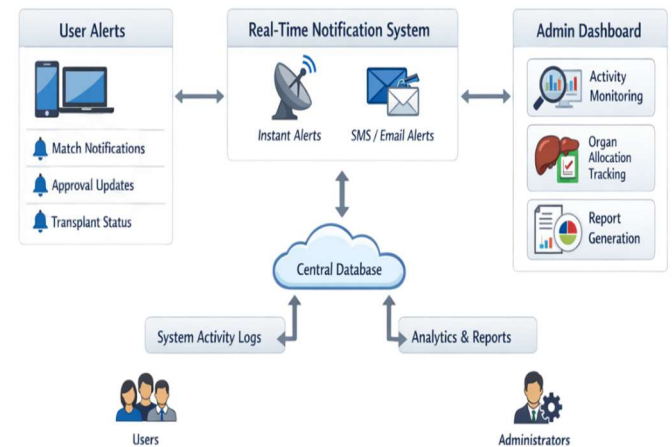 User Alerts
Match Notifications
Approval Updates
Transplant Status
Real-Time Notification System
Instant Alerts
SMS / Email Alerts
Admin Dashboard
Activity
Monitoring
Organ
Allocation
Tracking
Report
Generation
Central Database
System Activity Logs
Analytics & Reports
Users
Administrators